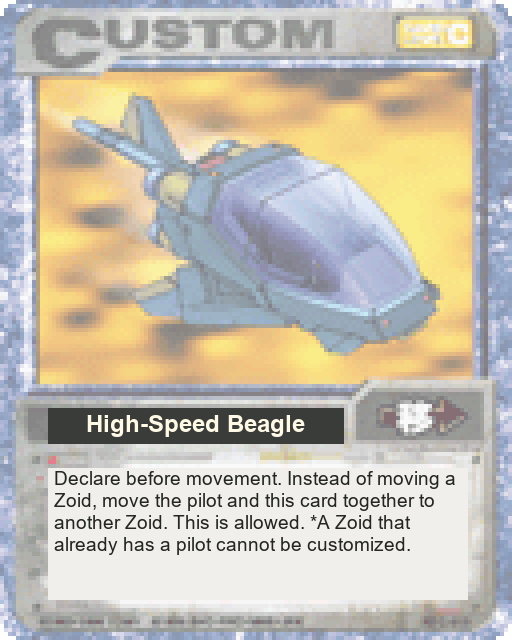 CUSTOM
High-Speed Beagle
Declare before movement. Instead of moving a
Zoid, move the pilot and this card together to
another Zoid. This is allowed. *A Zoid that
already has a pilot cannot be customized.